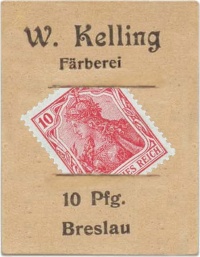 W. Kelling
Färberei
10
ES REICH
10 Pfg.
Breslau